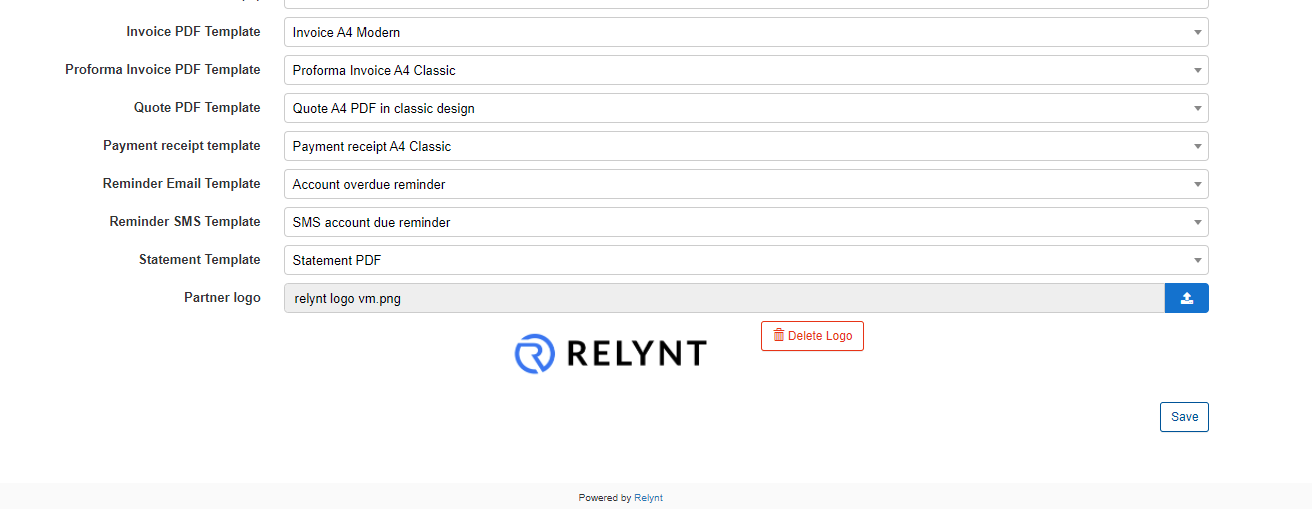 Invoice PDF Template Invoice A4 Modern
Proforma Invoice PDF Template Proforma Invoice A4 Classic
Quote PDF Template Quote A4 PDF in classic design
Payment receipt template Payment receipt A4 Classic
Reminder Email Template Account overdue reminder
Reminder SMS Template SMS account due reminder
Statement Template Statement PDF
Partner logo relynt logo vm.png
RELYNT Delete Logo
Save
Powered by Relynt